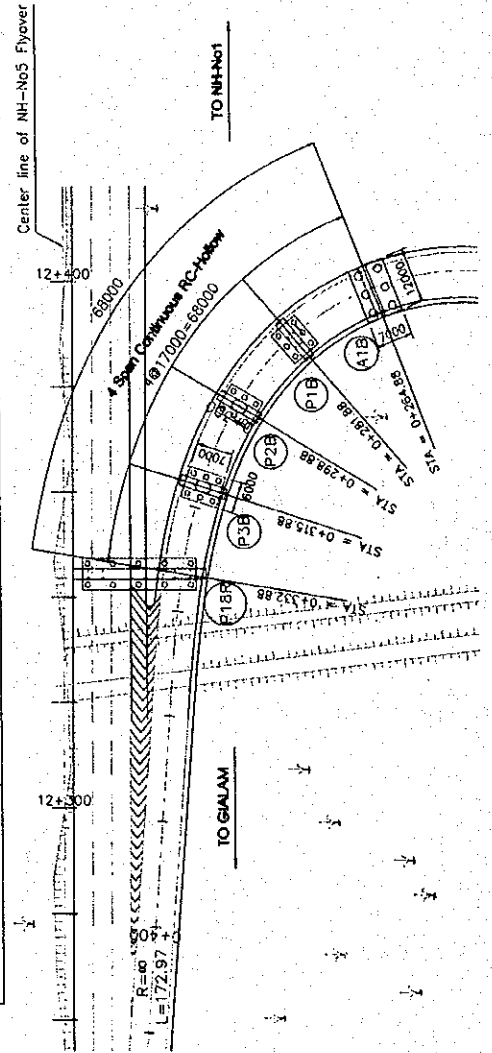 Center line of NH-No5 Flyover
TO NH-No1
12+400
68000
4 Span Continuous RC-Hollow
4@17000=68000
12000
7000
A1B
STA = 0+264.88
P1B
STA = 0+281.88
P2B
STA = 0+298.88
7000
6000
P3B
STA = 0+315.88
P18R
STA = 0+332.88
12+300
TO GIALAM
0+400
R=∞
L=172.97